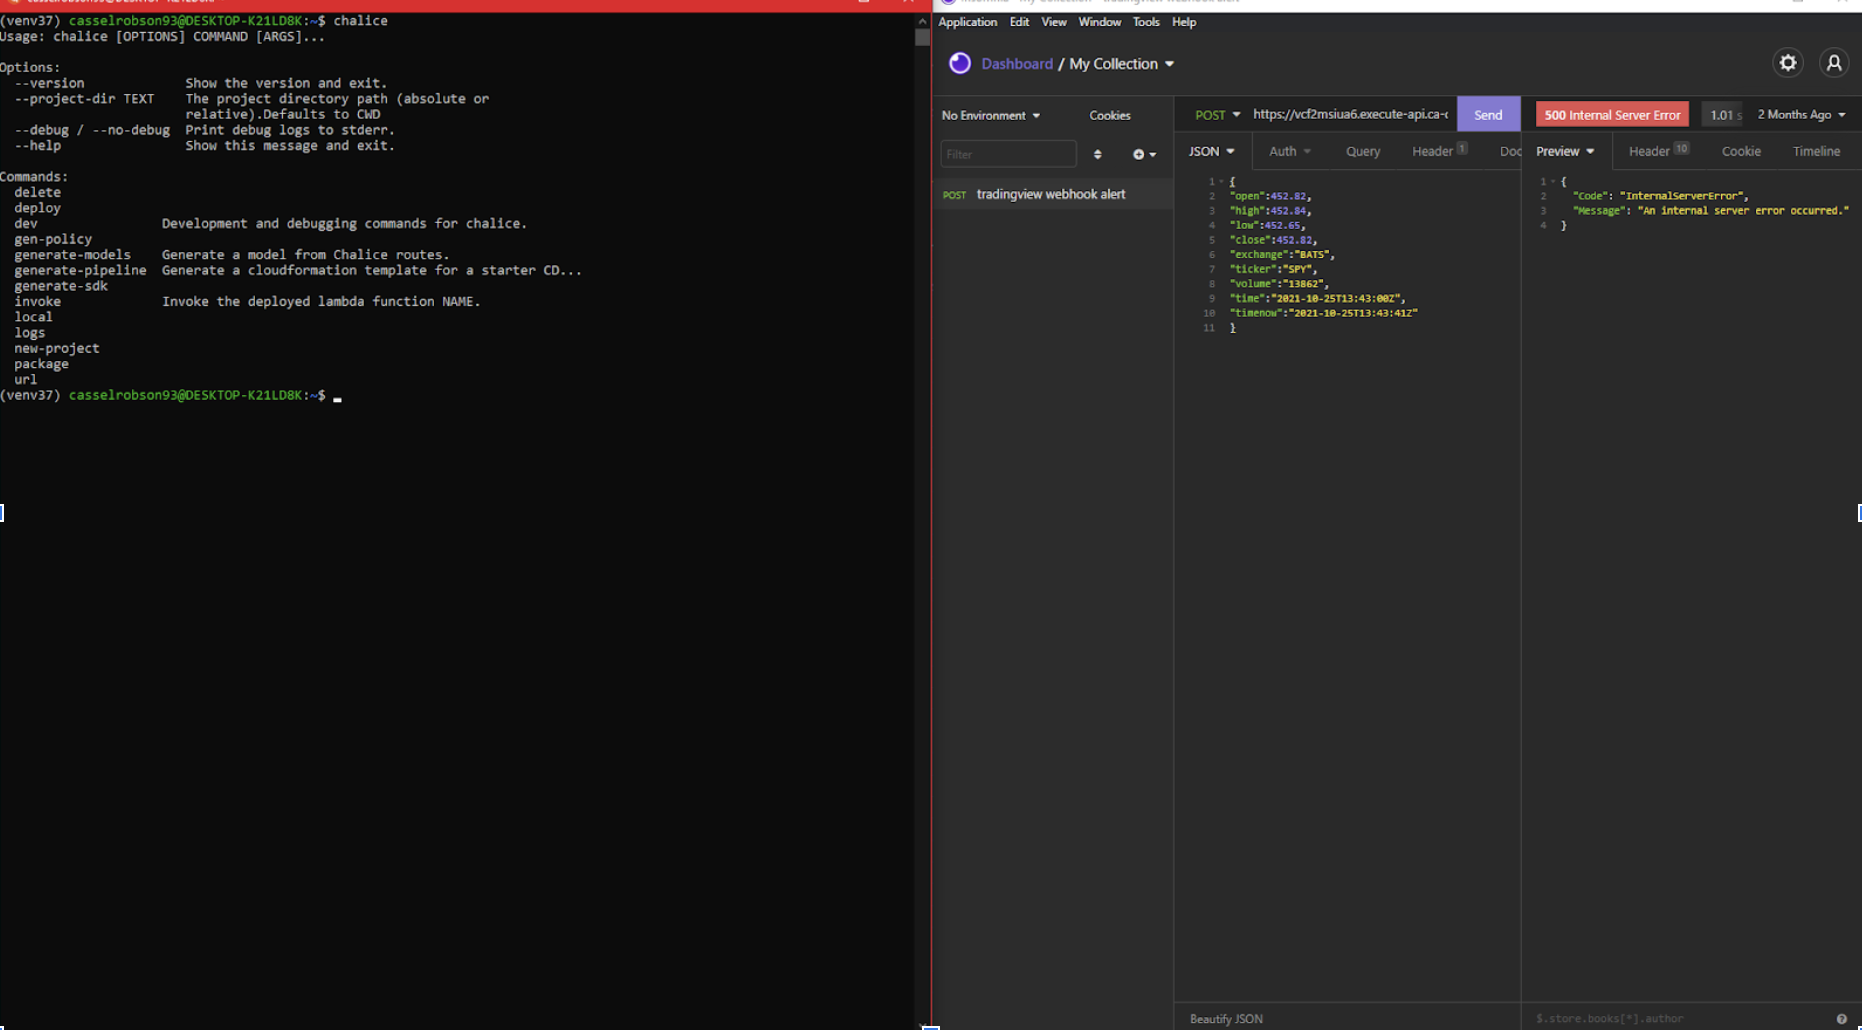 (venv37) casselrobson93@DESKTOP-K21LD8K:~$ chalice
Usage: chalice [OPTIONS] COMMAND [ARGS]...
Options:
--version Show the version and exit.
--project-dir TEXT The project directory path (absolute or
relative).Defaults to CWD
--debug / --no-debug Print debug logs to stderr.
--help Show this message and exit.
Commands:
delete
deploy
dev Development and debugging commands for chalice.
gen-policy
generate-models Generate a model from Chalice routes.
generate-pipeline Generate a cloudformation template for a starter CD...
generate-sdk
invoke Invoke the deployed lambda function NAME.
local
logs
new-project
package
url
(venv37) casselrobson93@DESKTOP-K21LD8K:~$
Application Edit View Window Tools Help
Dashboard / My Collection
No Environment Cookies
Filter
POST tradingview webhook alert
POST https://vcf2msiua6.execute-api.ca-c Send
JSON Auth Query Header 1 Doc
1 {
2 "open":452.82,
3 "high":452.84,
4 "low":452.65,
5 "close":452.82,
6 "exchange":"BATS",
7 "ticker":"SPY",
8 "volume":"13862",
9 "time":"2021-10-25T13:43:00Z",
10 "timenow":"2021-10-25T13:43:41Z"
11 }
Beautify JSON
500 Internal Server Error 1.01 s 2 Months Ago
Preview Header 10 Cookie Timeline
1 {
2 "Code": "InternalServerError",
3 "Message": "An internal server error occurred."
4 }
$.store.books[*].author